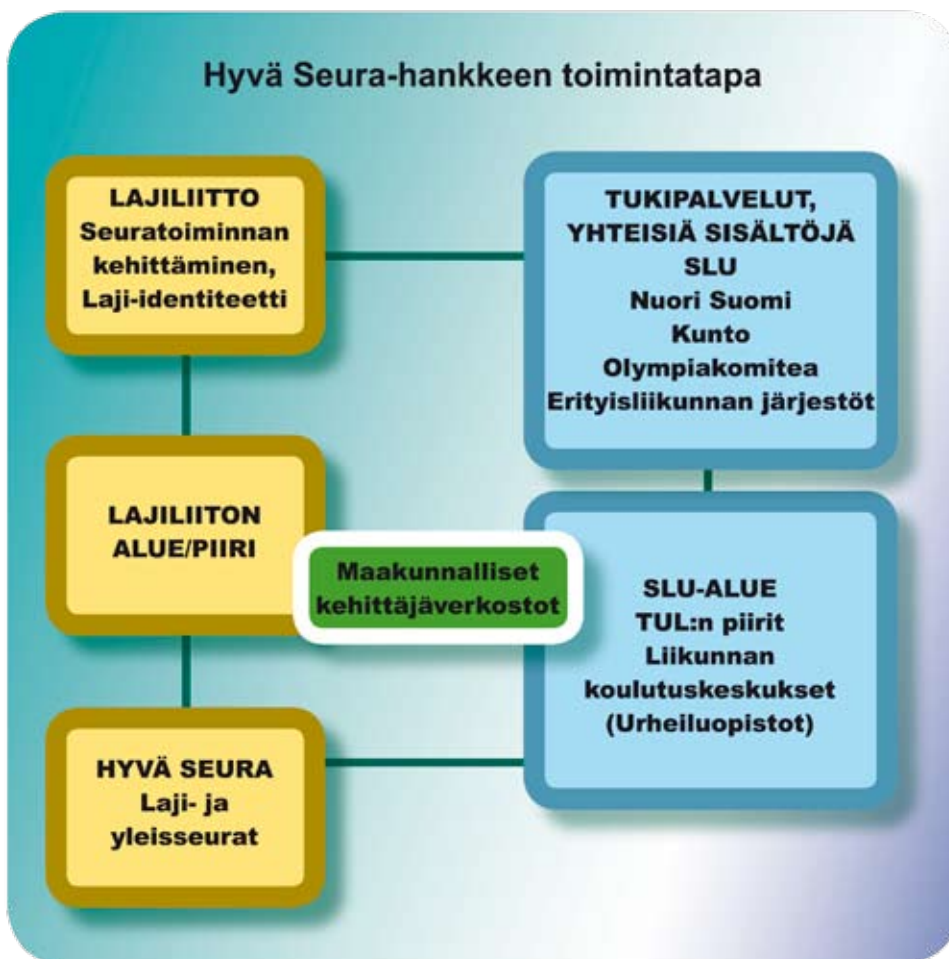 Hyvä Seura-hankkeen toimintatapa
LAJILIITTO
Seuratoiminnan
kehittäminen,
Laji-identiteetti
TUKIPALVELUT,
YHTEISIÄ SISÄLTÖJÄ
SLU
Nuori Suomi
Kunto
Olympiakomitea
Erityisliikunnan järjestöt
LAJILIITON
ALUE/PIIRI
Maakunnalliset
kehittäjäverkostot
SLU-ALUE
TUL:n piirit
Liikunnan
koulutuskeskukset
(Urheiluopistot)
HYVÄ SEURA
Laji- ja
yleisseurat